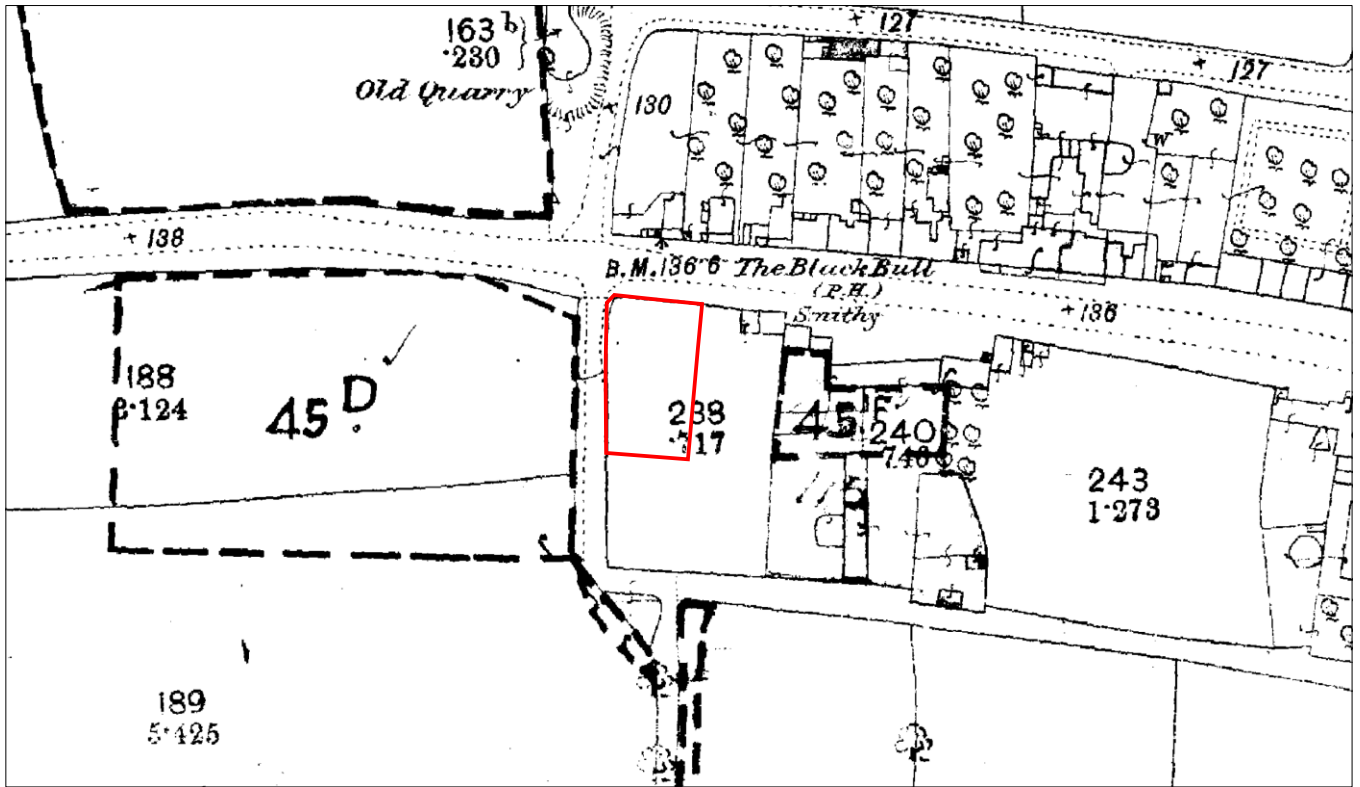 163 b
·230
Old Quarry
127
127
130
W
+ 138
B.M.136·6 The Black Bull
(P.H.)
Smithy
+136
188
45 D.
238
45 F.
240
·746
243
1·273
189
5·425